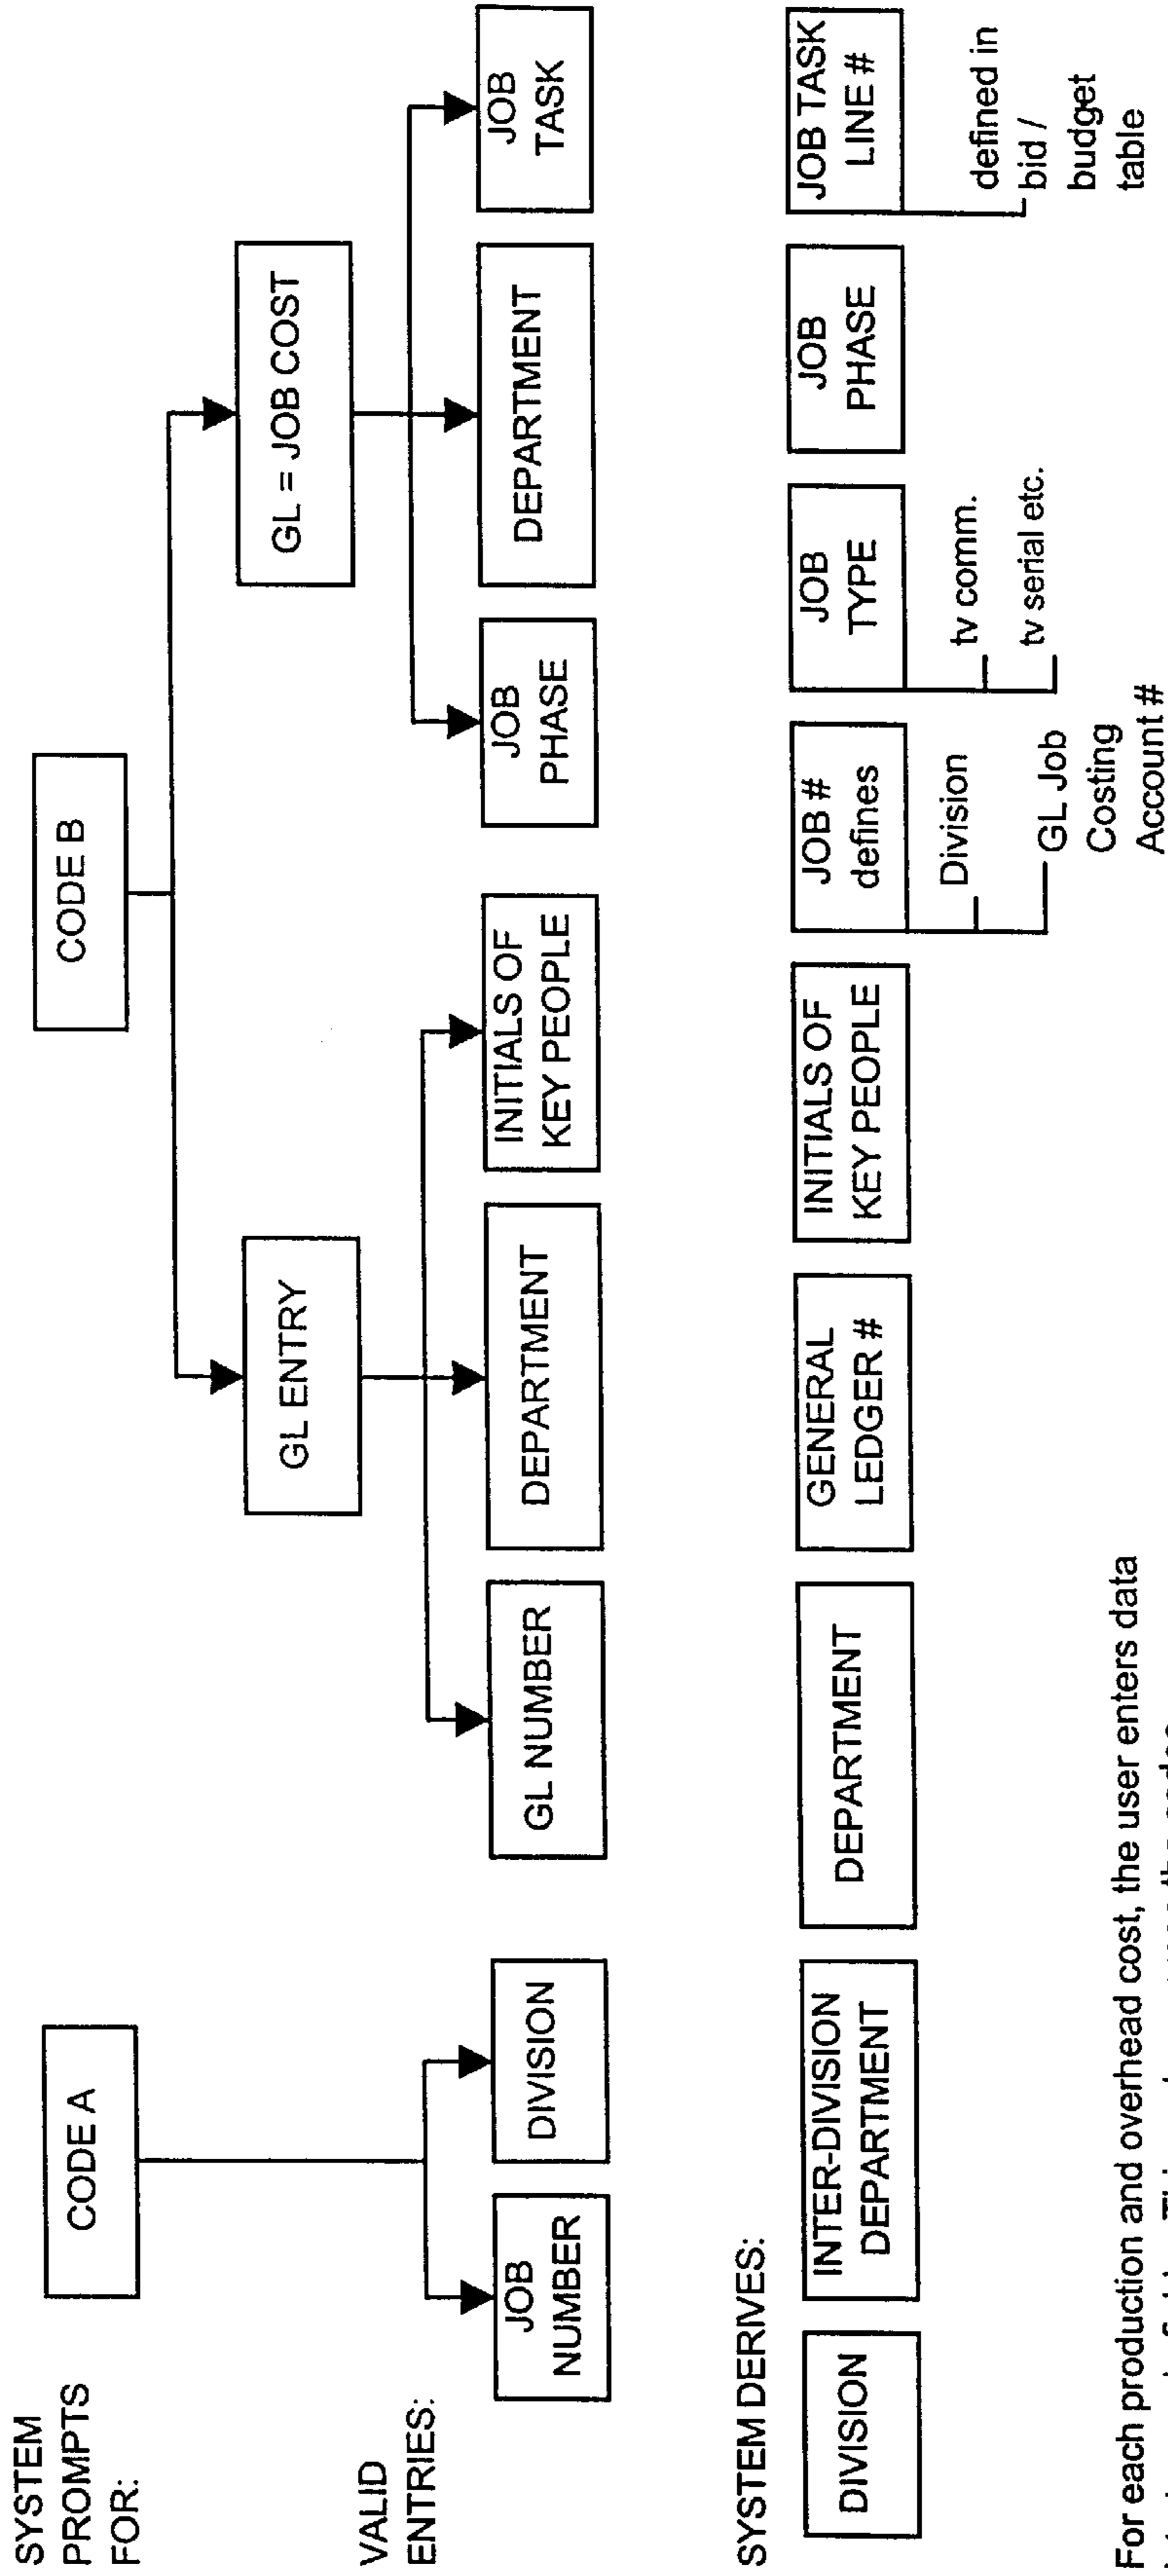 SYSTEM
PROMPTS
FOR:
CODE A
CODE B
GL ENTRY
GL = JOB COST
VALID
ENTRIES:
JOB
NUMBER
DIVISION
GL NUMBER
DEPARTMENT
INITIALS OF
KEY PEOPLE
JOB
PHASE
DEPARTMENT
JOB
TASK
SYSTEM DERIVES:
DIVISION
INTER-DIVISION
DEPARTMENT
DEPARTMENT
GENERAL
LEDGER #
INITIALS OF
KEY PEOPLE
JOB #
defines
Division
GL Job
Costing
Account #
JOB
TYPE
tv comm.
tv serial etc.
JOB
PHASE
JOB TASK
LINE #
defined in
bid /
budget
table
For each production and overhead cost, the user enters data
the codes